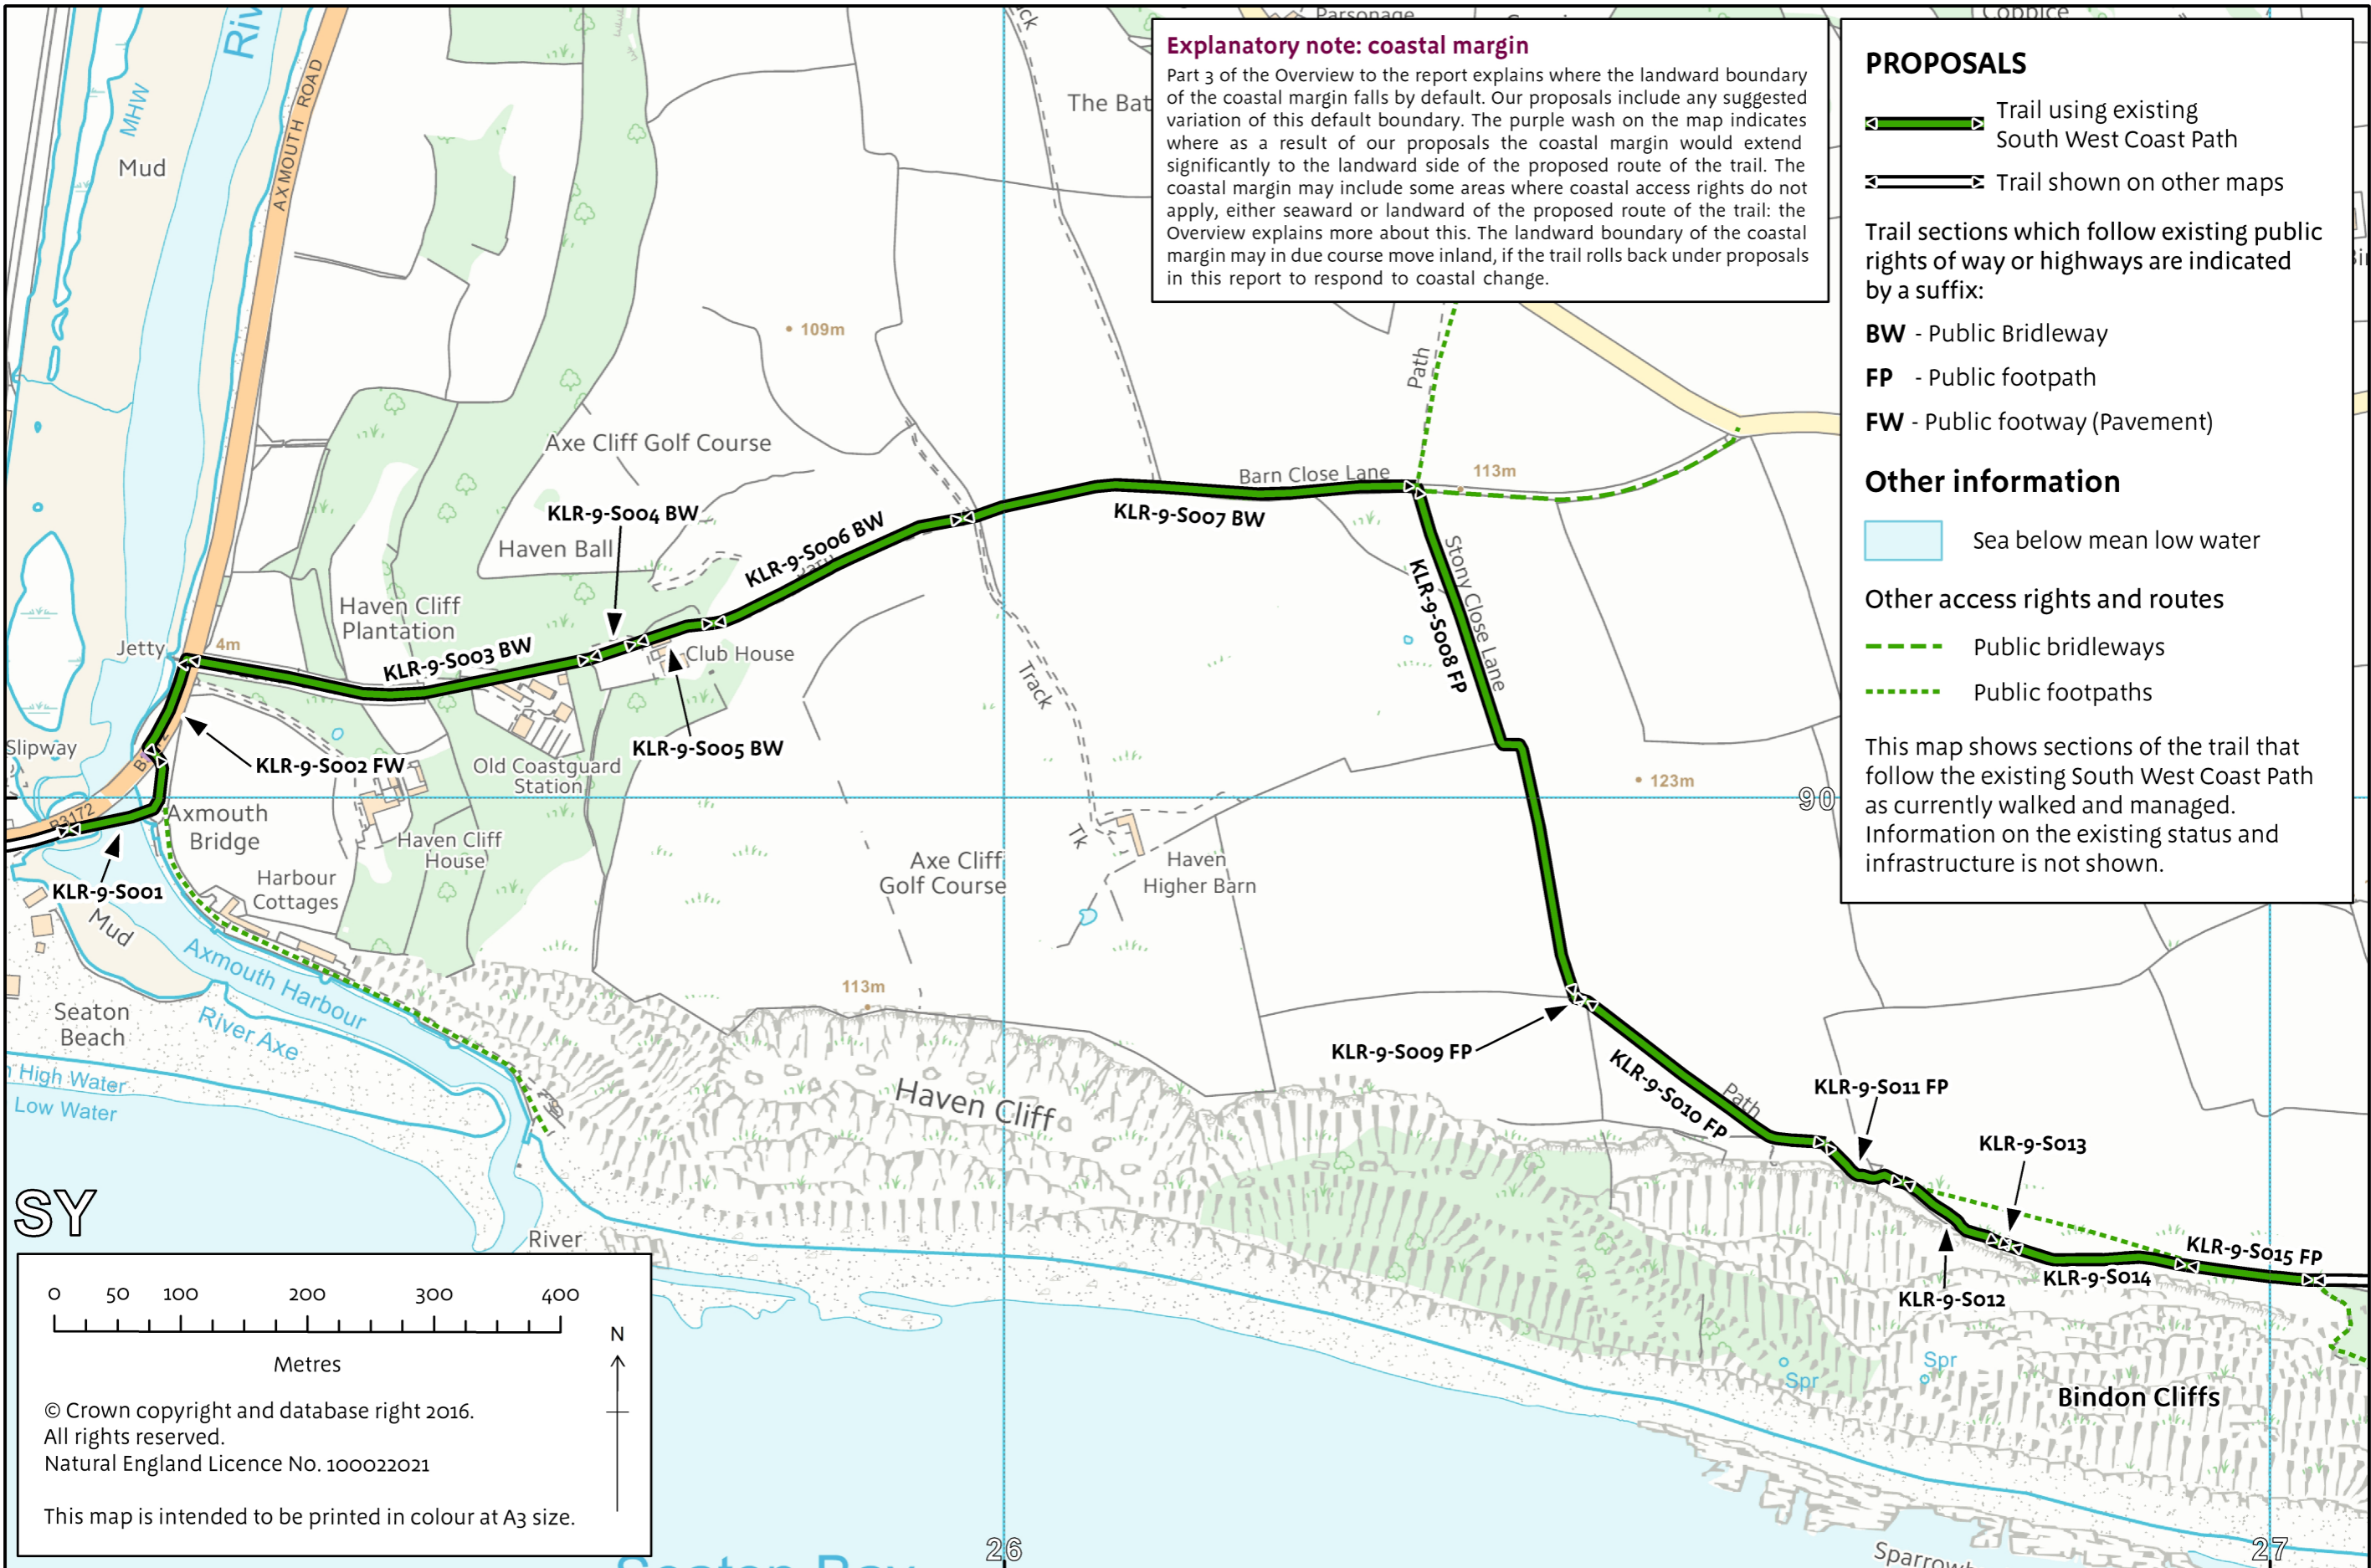 Explanatory note: coastal margin
Part 3 of the Overview to the report explains where the landward boundary
of the coastal margin falls by default. Our proposals include any suggested
variation of this default boundary. The purple wash on the map indicates
where as a result of our proposals the coastal margin would extend
significantly to the landward side of the proposed route of the trail. The
coastal margin may include some areas where coastal access rights do not
apply, either seaward or landward of the proposed route of the trail: the
Overview explains more about this. The landward boundary of the coastal
margin may in due course move inland, if the trail rolls back under proposals
in this report to respond to coastal change.
PROPOSALS
Trail using existing
South West Coast Path
Trail shown on other maps
Trail sections which follow existing public
rights of way or highways are indicated
by a suffix:
BW - Public Bridleway
FP - Public footpath
FW - Public footway (Pavement)
Other information
Sea below mean low water
Other access rights and routes
Public bridleways
Public footpaths
This map shows sections of the trail that
follow the existing South West Coast Path
as currently walked and managed.
Information on the existing status and
infrastructure is not shown.
Parsonage
Coppice
Riv
MHW
Mud
AXMOUTH ROAD
The Bat
109m
Path
Axe Cliff Golf Course
Barn Close Lane
113m
KLR-9-S004 BW
Haven Ball
KLR-9-S006 BW
KLR-9-S007 BW
Stony Close Lane
KLR-9-S008 FP
Haven Cliff
Plantation
Jetty
4m
KLR-9-S003 BW
Club House
Track
KLR-9-S005 BW
Slipway
KLR-9-S002 FW
Old Coastguard
Station
123m
90
B3172
Axmouth
Bridge
Haven Cliff
House
Tk
Axe Cliff
Golf Course
Haven
Higher Barn
KLR-9-S001
Harbour
Cottages
Mud
Axmouth Harbour
113m
Seaton
Beach
River Axe
High Water
Low Water
Haven Cliff
KLR-9-S009 FP
KLR-9-S010 FP
Path
KLR-9-S011 FP
KLR-9-S013
KLR-9-S012
KLR-9-S014
KLR-9-S015 FP
SY
River
Spr
Spr
Bindon Cliffs
0 50 100 200 300 400
Metres
N
© Crown copyright and database right 2016.
All rights reserved.
Natural England Licence No. 100022021
This map is intended to be printed in colour at A3 size.
Seaton Bay
26
27